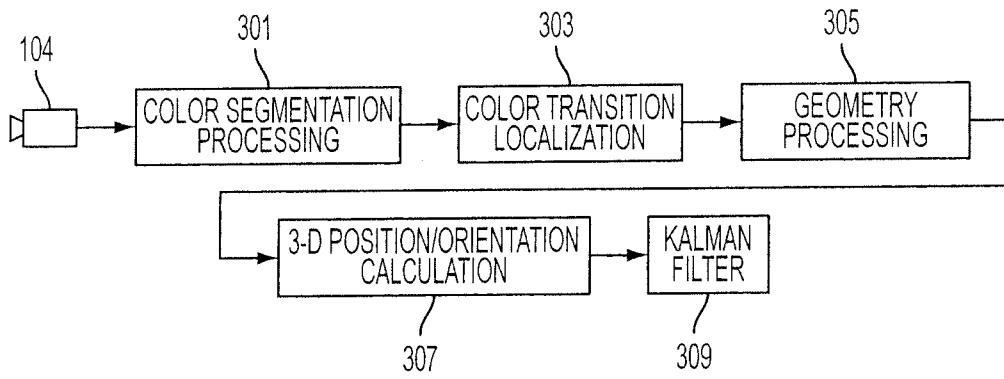 104
301
303
305
COLOR SEGMENTATION
PROCESSING
COLOR TRANSITION
LOCALIZATION
GEOMETRY
PROCESSING
3-D POSITION/ORIENTATION
CALCULATION
KALMAN
FILTER
307
309